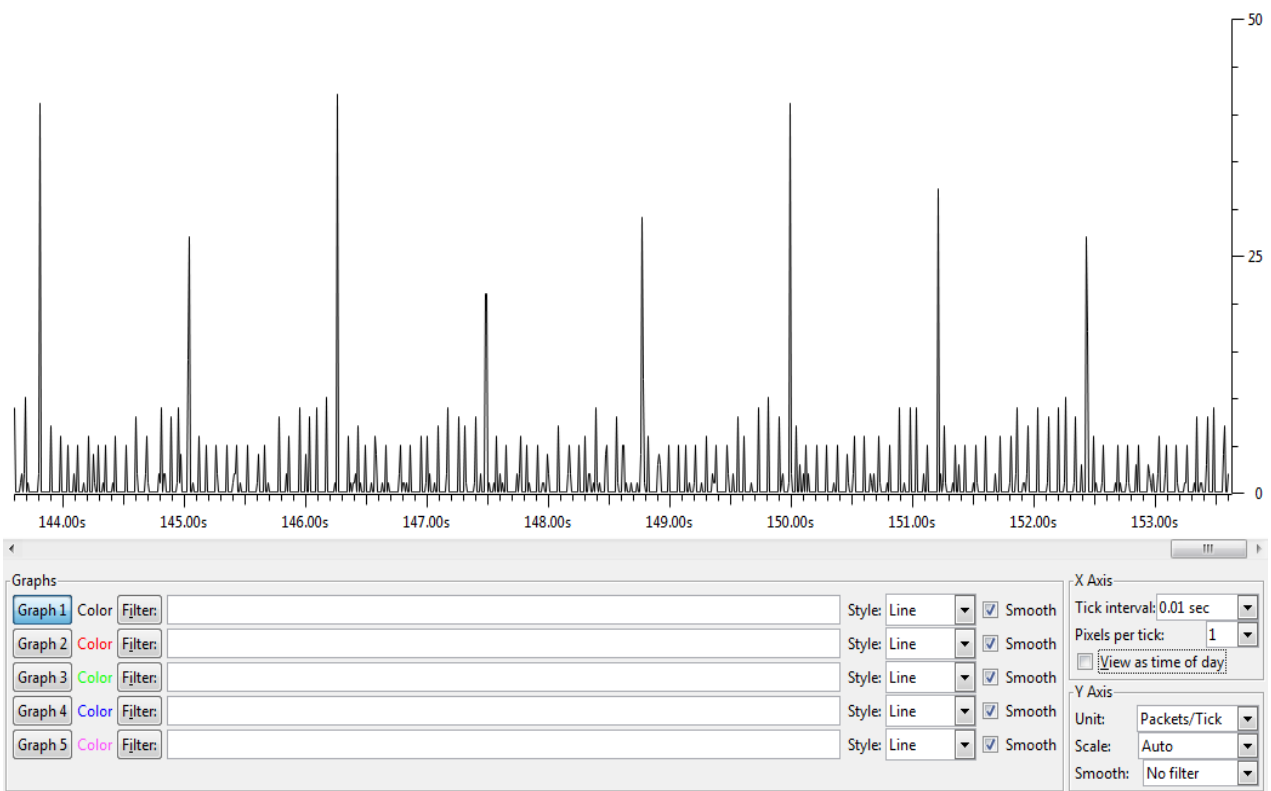 50
25
0
144.00s 145.00s 146.00s 147.00s 148.00s 149.00s 150.00s 151.00s 152.00s 153.00s
Graphs
Graph 1 Color Filter: Style: Line Smooth
Graph 2 Color Filter: Style: Line Smooth
Graph 3 Color Filter: Style: Line Smooth
Graph 4 Color Filter: Style: Line Smooth
Graph 5 Color Filter: Style: Line Smooth
X Axis
Tick interval: 0.01 sec
Pixels per tick: 1
View as time of day
Y Axis
Unit: Packets/Tick
Scale: Auto
Smooth: No filter